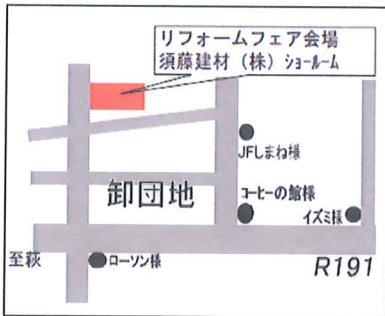 リフォームフェア会場
須藤建材（株）ショールーム
JFしまね様
卸団地
コーヒーの館様
イズミ様
至萩
ローソン様
R191